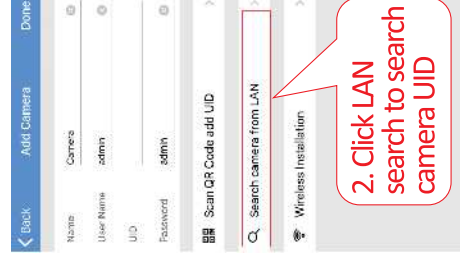 Back Add Camera Done
Name Camera
User Name admin
UID
Password admin
Scan QR Code add UID
Search camera from LAN
Wireless Installation
2. Click LAN
search to search
camera UID